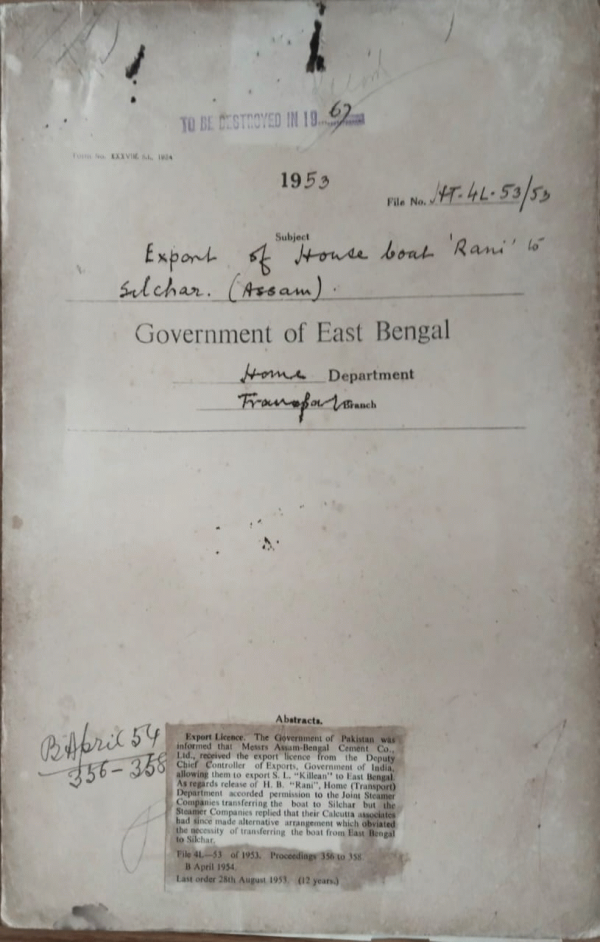 TO BE DESTROYED IN 19...67
1953
File No. HT-4L-53/53
Subject
Export of House boat 'Rani' to
Silchar. (Assam).
Government of East Bengal
Home Department
Transport Branch
B April 54
356-358
Abstracts.
Export Licence. The Government of Pakistan was
informed that Messrs Assam-Bengal Cement Co.,
Ltd., received the export licence from the Deputy
Chief Controller of Exports, Government of India,
allowing them to export S. L. "Killean" to East Bengal.
As regards release of H. B. "Rani", Home (Transport)
Department accorded permission to the Joint Steamer
Companies transferring the boat to Silchar but the
Steamer Companies replied that their Calcutta associates
had since made alternative arrangement which obviated
the necessity of transferring the boat from East Bengal
to Silchar.
File 4L—53 of 1953. Proceedings 356 to 358
B April 1954.
Last order 28th August 1953. (12 years.)